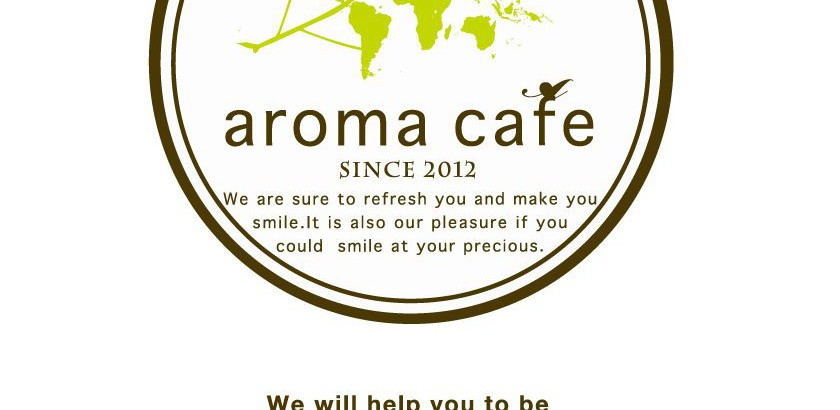 aroma cafe
SINCE 2012
We are sure to refresh you and make you
smile.It is also our pleasure if you
could smile at your precious.
We will help you to be